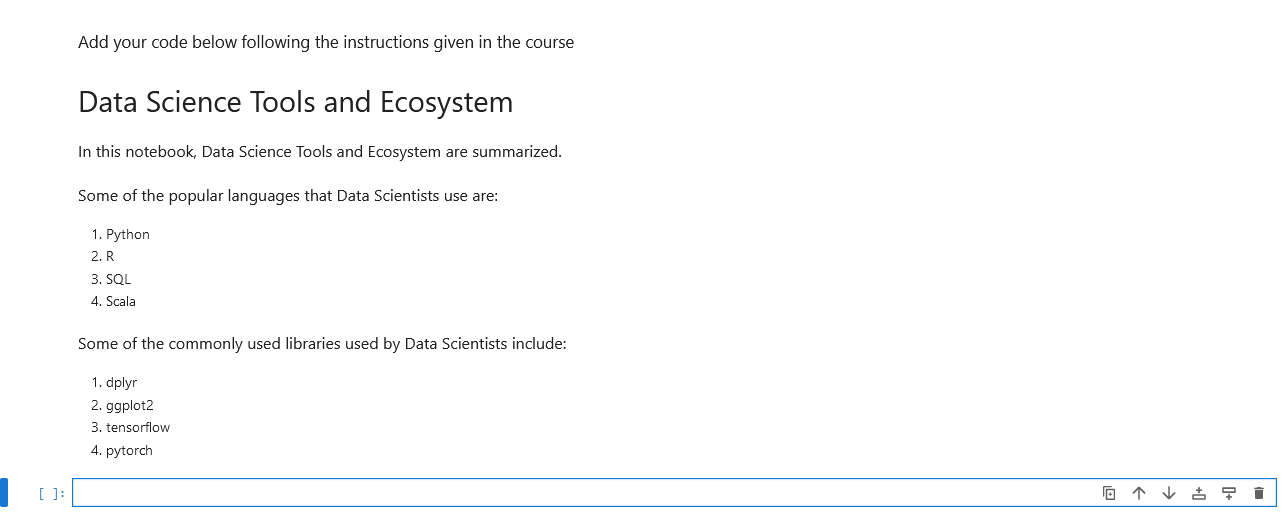 Add your code below following the instructions given in the course
Data Science Tools and Ecosystem
In this notebook, Data Science Tools and Ecosystem are summarized.
Some of the popular languages that Data Scientists use are:
1. Python
2. R
3. SQL
4. Scala
Some of the commonly used libraries used by Data Scientists include:
1. dplyr
2. ggplot2
3. tensorflow
4. pytorch
[ ]: